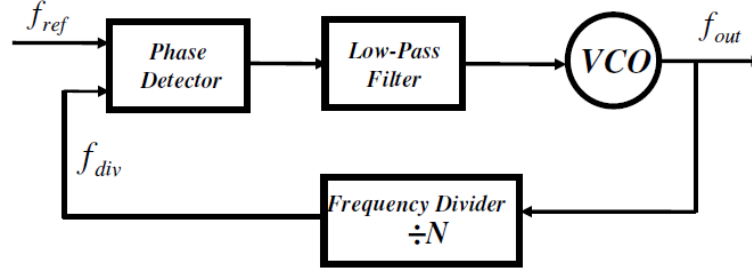 f_ref
Phase
Detector
Low-Pass
Filter
VCO
f_out
f_div
Frequency Divider
÷N